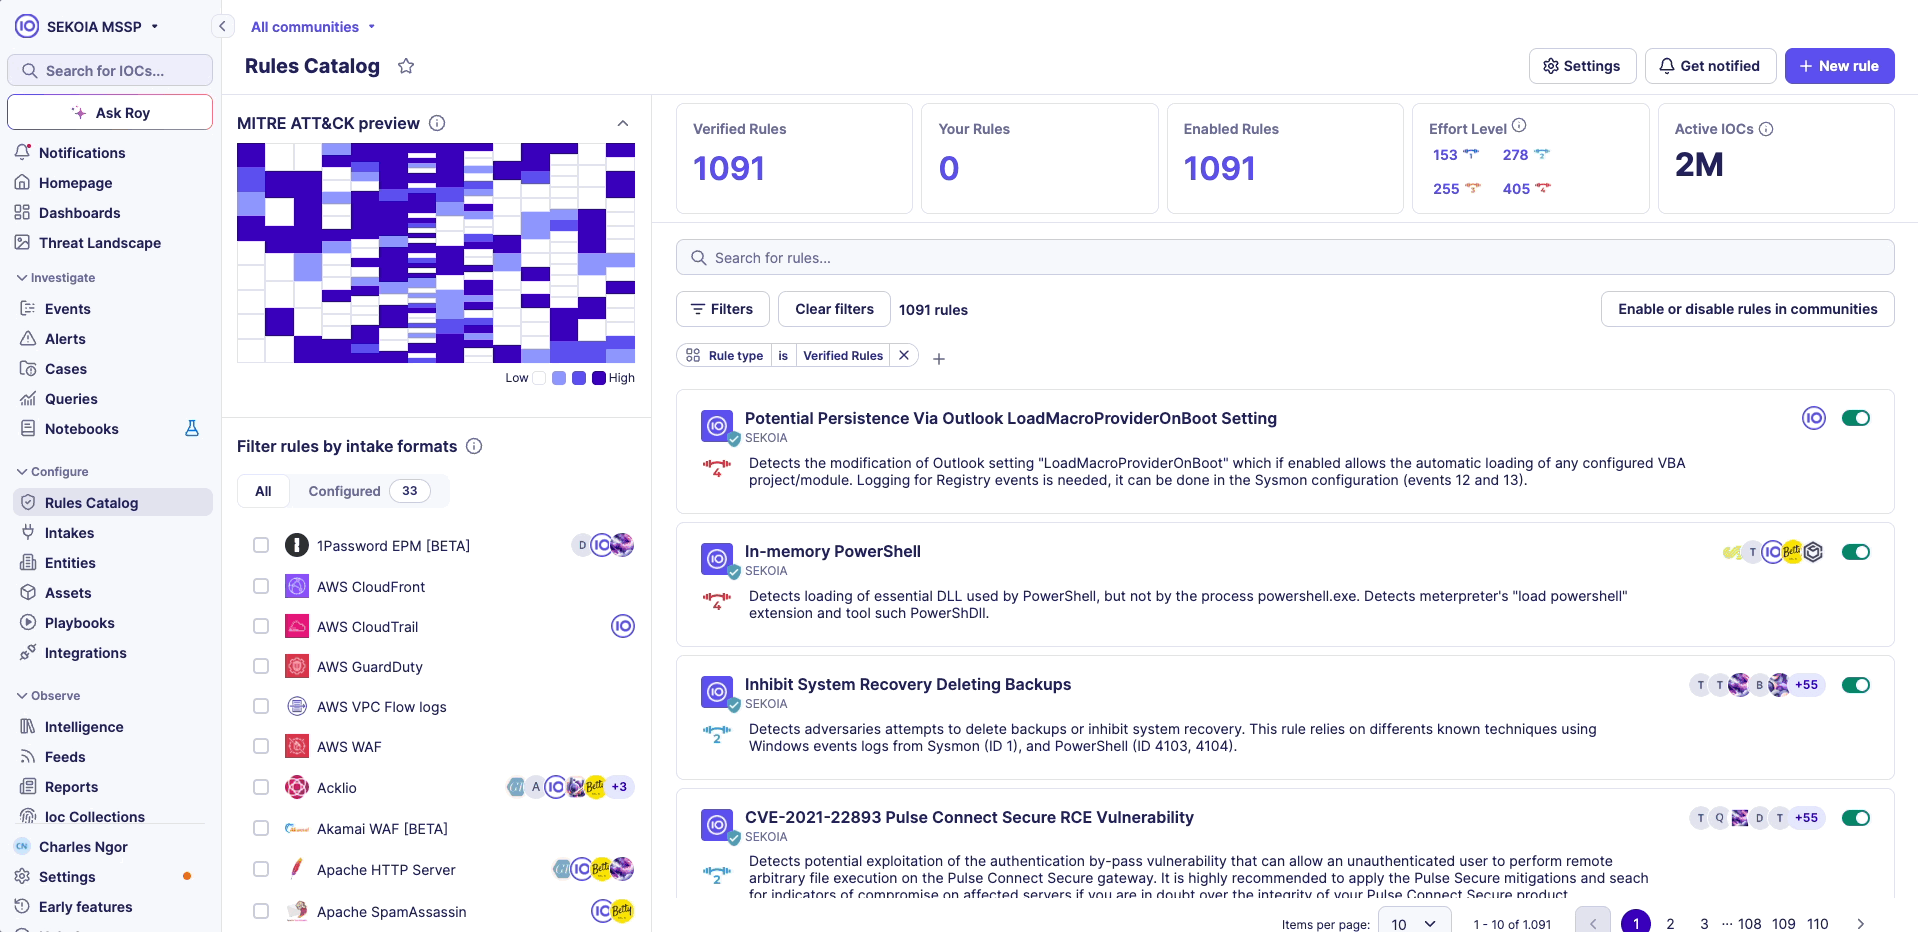 SEKOIA MSSP
Search for IOCs...
Ask Roy
Notifications
Homepage
Dashboards
Threat Landscape
Investigate
Events
Alerts
Cases
Queries
Notebooks
Configure
Rules Catalog
Intakes
Entities
Assets
Playbooks
Integrations
Observe
Intelligence
Feeds
Reports
Ioc Collections
CN Charles Ngor
Settings
Early features
All communities
Rules Catalog
Settings
Get notified
New rule
MITRE ATT&CK preview
Low High
Filter rules by intake formats
All Configured 33
1Password EPM [BETA] D
AWS CloudFront
AWS CloudTrail
AWS GuardDuty
AWS VPC Flow logs
AWS WAF
Acklio A Betty +3
Akamai WAF [BETA]
Apache HTTP Server Betty
Apache SpamAssassin Betty
Verified Rules
1091
Your Rules
0
Enabled Rules
1091
Effort Level
153 1 278 2
255 3 405 4
Active IOCs
2M
Search for rules...
Filters Clear filters 1091 rules
Enable or disable rules in communities
Rule type is Verified Rules
Potential Persistence Via Outlook LoadMacroProviderOnBoot Setting
SEKOIA
4
Detects the modification of Outlook setting "LoadMacroProviderOnBoot" which if enabled allows the automatic loading of any configured VBA
project/module. Logging for Registry events is needed, it can be done in the Sysmon configuration (events 12 and 13).
In-memory PowerShell
T Betty
SEKOIA
4
Detects loading of essential DLL used by PowerShell, but not by the process powershell.exe. Detects meterpreter's "load powershell"
extension and tool such PowerShDll.
Inhibit System Recovery Deleting Backups
T T B +55
SEKOIA
2
Detects adversaries attempts to delete backups or inhibit system recovery. This rule relies on differents known techniques using
Windows events logs from Sysmon (ID 1), and PowerShell (ID 4103, 4104).
CVE-2021-22893 Pulse Connect Secure RCE Vulnerability
T Q D T +55
SEKOIA
2
Detects potential exploitation of the authentication by-pass vulnerability that can allow an unauthenticated user to perform remote
arbitrary file execution on the Pulse Connect Secure gateway. It is highly recommended to apply the Pulse Secure mitigations and seach
for indicators of compromise on affected servers if you are in doubt over the integrity of your Pulse Connect Secure product.
Items per page: 10 1 - 10 of 1.091 1 2 3 ... 108 109 110